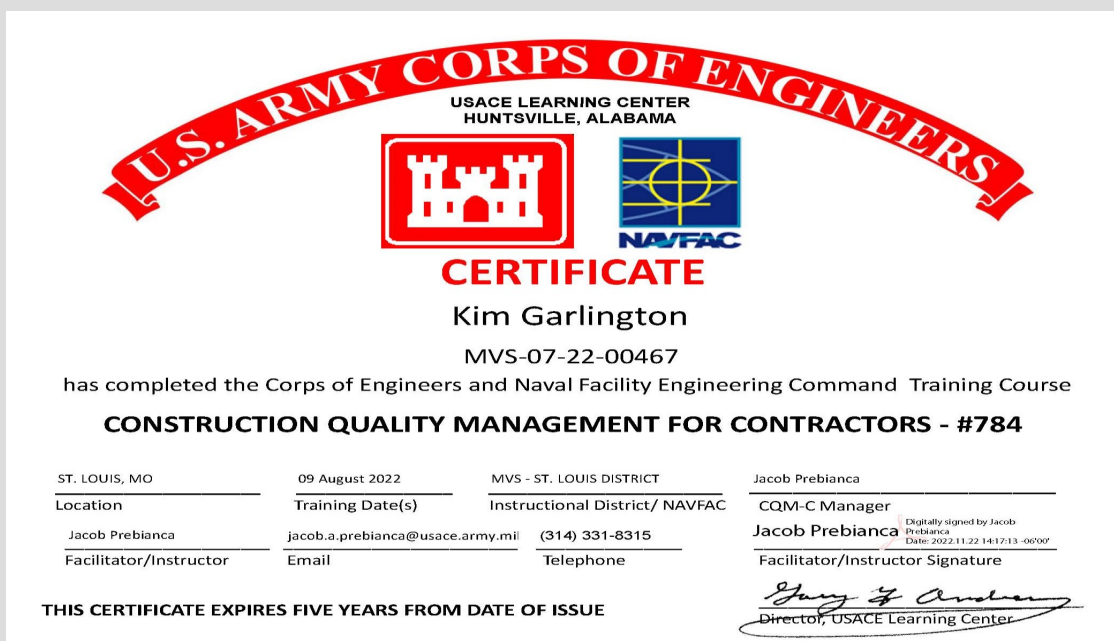 U.S. ARMY CORPS OF ENGINEERS
USACE LEARNING CENTER
HUNTSVILLE, ALABAMA
NAVFAC
CERTIFICATE
Kim Garlington
MVS-07-22-00467
has completed the Corps of Engineers and Naval Facility Engineering Command Training Course
CONSTRUCTION QUALITY MANAGEMENT FOR CONTRACTORS - #784
ST. LOUIS, MO 09 August 2022 MVS - ST. LOUIS DISTRICT Jacob Prebianca
Location Training Date(s) Instructional District/ NAVFAC CQM-C Manager
Jacob Prebianca jacob.a.prebianca@usace.army.mil (314) 331-8315 Jacob Prebianca
Digitally signed by Jacob
Prebianca
Date: 2022.11.22 14:17:13 -06'00'
Facilitator/Instructor Email Telephone Facilitator/Instructor Signature
THIS CERTIFICATE EXPIRES FIVE YEARS FROM DATE OF ISSUE
Director, USACE Learning Center